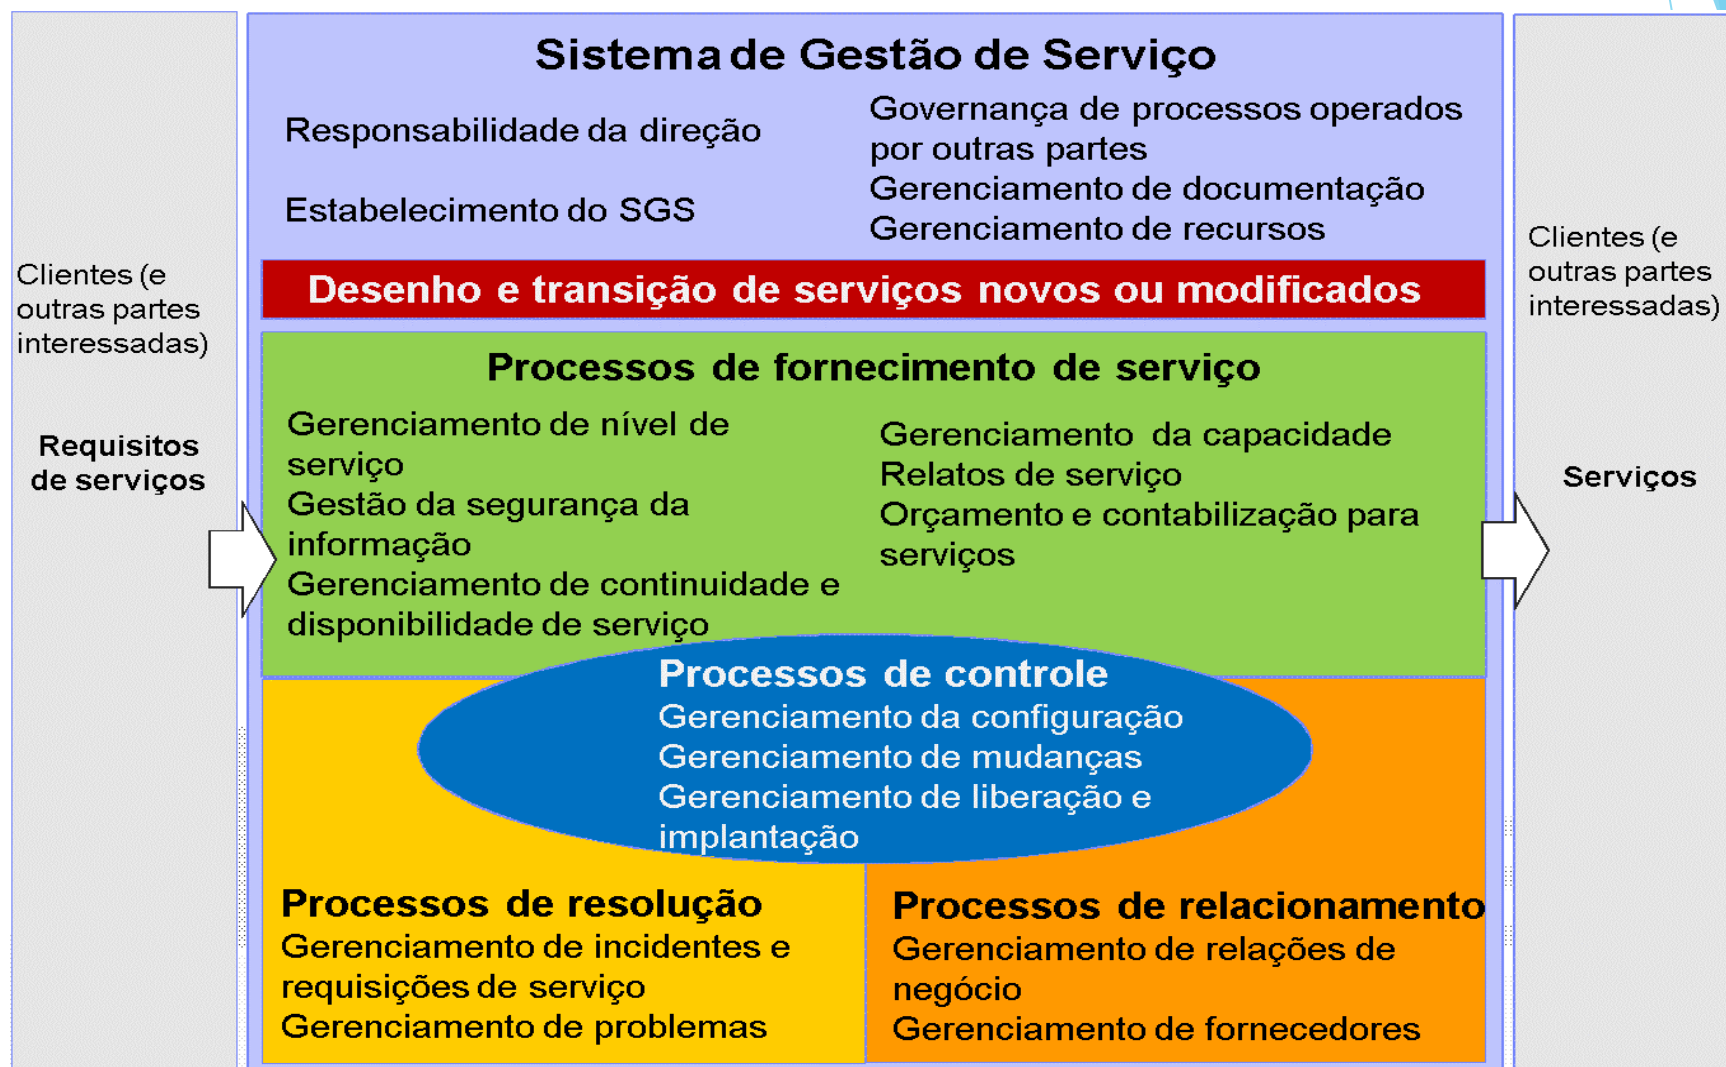 Sistema de Gestão de Serviço
Responsabilidade da direção
Estabelecimento do SGS
Governança de processos operados
por outras partes
Gerenciamento de documentação
Gerenciamento de recursos
Clientes (e
outras partes
interessadas)
Requisitos
de serviços
Desenho e transição de serviços novos ou modificados
Processos de fornecimento de serviço
Gerenciamento de nível de
serviço
Gestão da segurança da
informação
Gerenciamento de continuidade e
disponibilidade de serviço
Gerenciamento da capacidade
Relatos de serviço
Orçamento e contabilização para
serviços
Processos de controle
Gerenciamento da configuração
Gerenciamento de mudanças
Gerenciamento de liberação e
implantação
Processos de resolução
Gerenciamento de incidentes e
requisições de serviço
Gerenciamento de problemas
Processos de relacionamento
Gerenciamento de relações de
negócio
Gerenciamento de fornecedores
Clientes (e
outras partes
interessadas)
Serviços